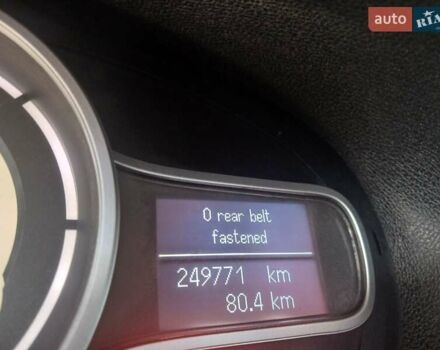 auto RIA
0 rear belt
fastened
249771 km
80.4 km